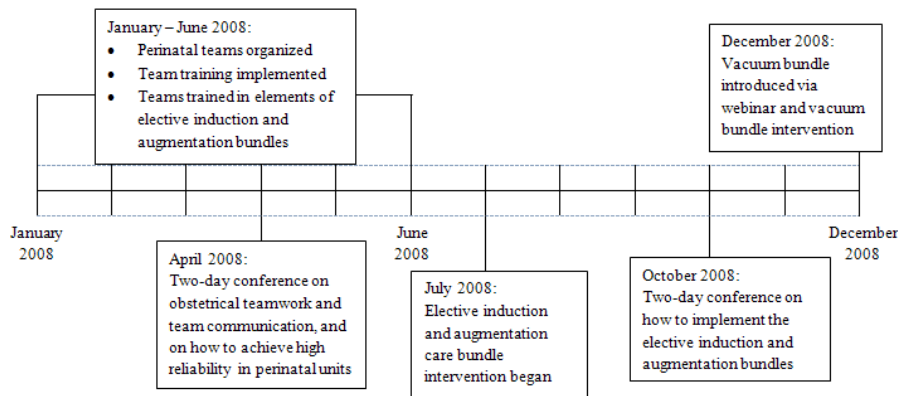 January – June 2008:
• Perinatal teams organized
• Team training implemented
• Teams trained in elements of
elective induction and
augmentation bundles
December 2008:
Vacuum bundle
introduced via
webinar and vacuum
bundle intervention
January
2008
June
2008
December
2008
April 2008:
Two-day conference on
obstetrical teamwork and
team communication, and
on how to achieve high
reliability in perinatal units
July 2008:
Elective induction
and augmentation
care bundle
intervention began
October 2008:
Two-day conference on
how to implement the
elective induction and
augmentation bundles